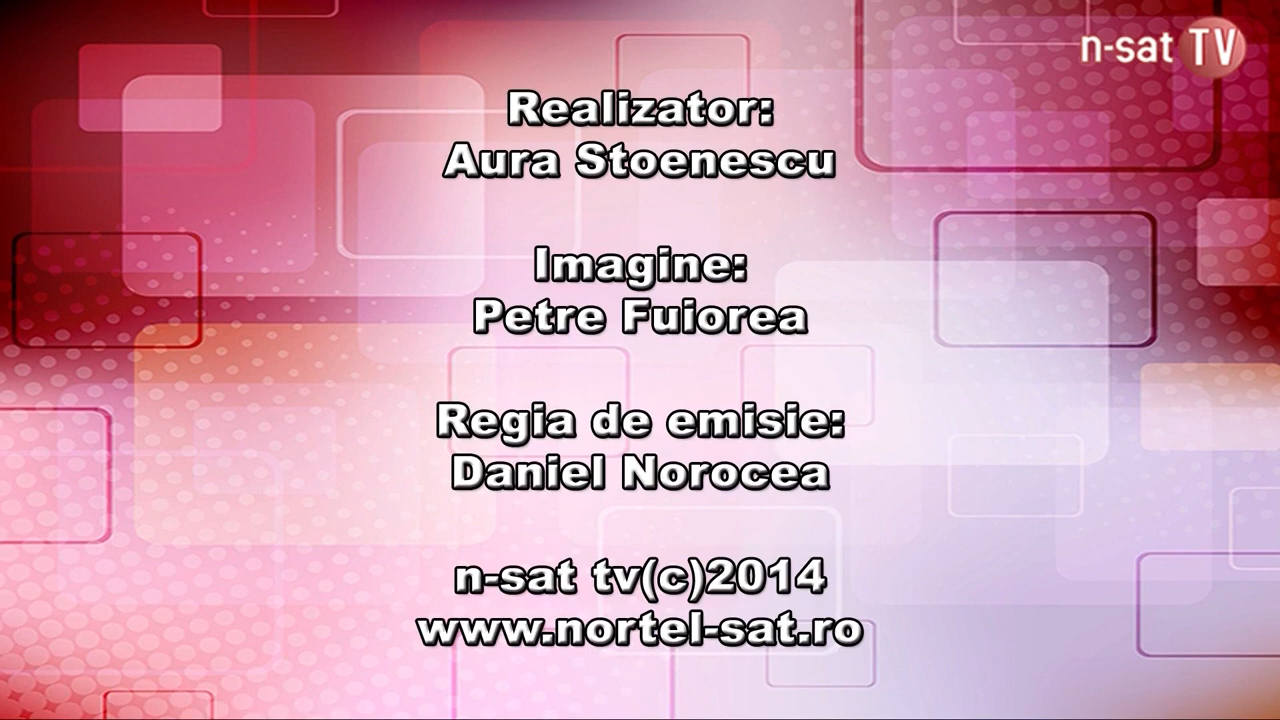 n-sat TV
Realizator:
Aura Stoenescu
Imagine:
Petre Fuiorea
Regia de emisie:
Daniel Norocea
n-sat tv(c)2014
www.nortel-sat.ro